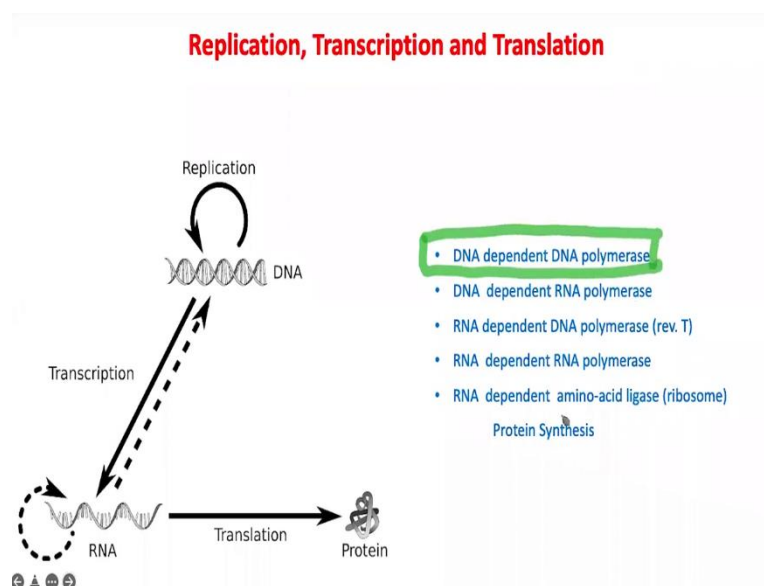 Replication, Transcription and Translation
Replication
DNA
Transcription
RNA
Translation
Protein
• DNA dependent DNA polymerase
• DNA dependent RNA polymerase
• RNA dependent DNA polymerase (rev. T)
• RNA dependent RNA polymerase
• RNA dependent amino-acid ligase (ribosome)
Protein Synthesis